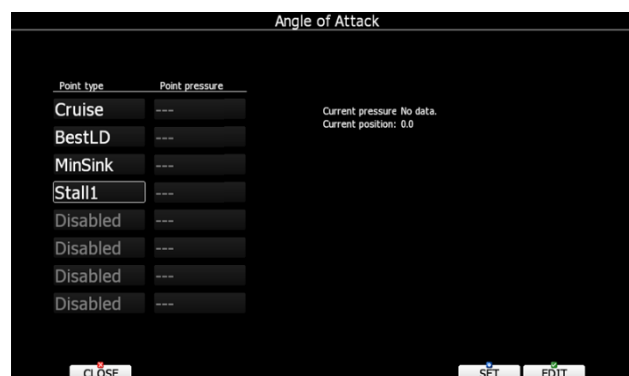 Angle of Attack
Point type Point pressure
Cruise ---
BestLD ---
MinSink ---
Stall1 ---
Disabled ---
Disabled ---
Disabled ---
Disabled ---
Current pressure No data.
Current position: 0.0
CLOSE SET EDIT